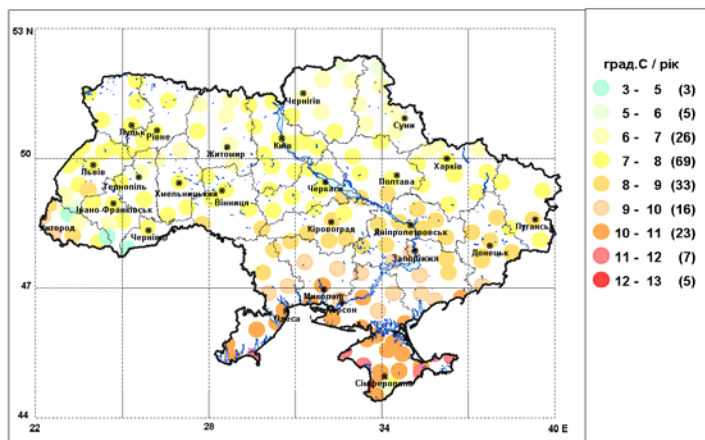 53 N
град.С / рік
3 - 5 (3)
5 - 6 (5)
6 - 7 (26)
7 - 8 (69)
8 - 9 (33)
9 - 10 (16)
10 - 11 (23)
11 - 12 (7)
12 - 13 (5)
Чернігів
Суми
Луцьк
Рівне
Житомир
Київ
50
Харків
Львів
Полтава
Тернопіль
Хмельницький
Черкаси
Вінниця
Івано-Франківськ
Луганськ
Ужгород
Чернівці
Кіровоград
Дніпропетровськ
Донецьк
Запоріжжя
47
Миколаїв
Херсон
Одеса
Сімферополь
44
22
28
34
40 E